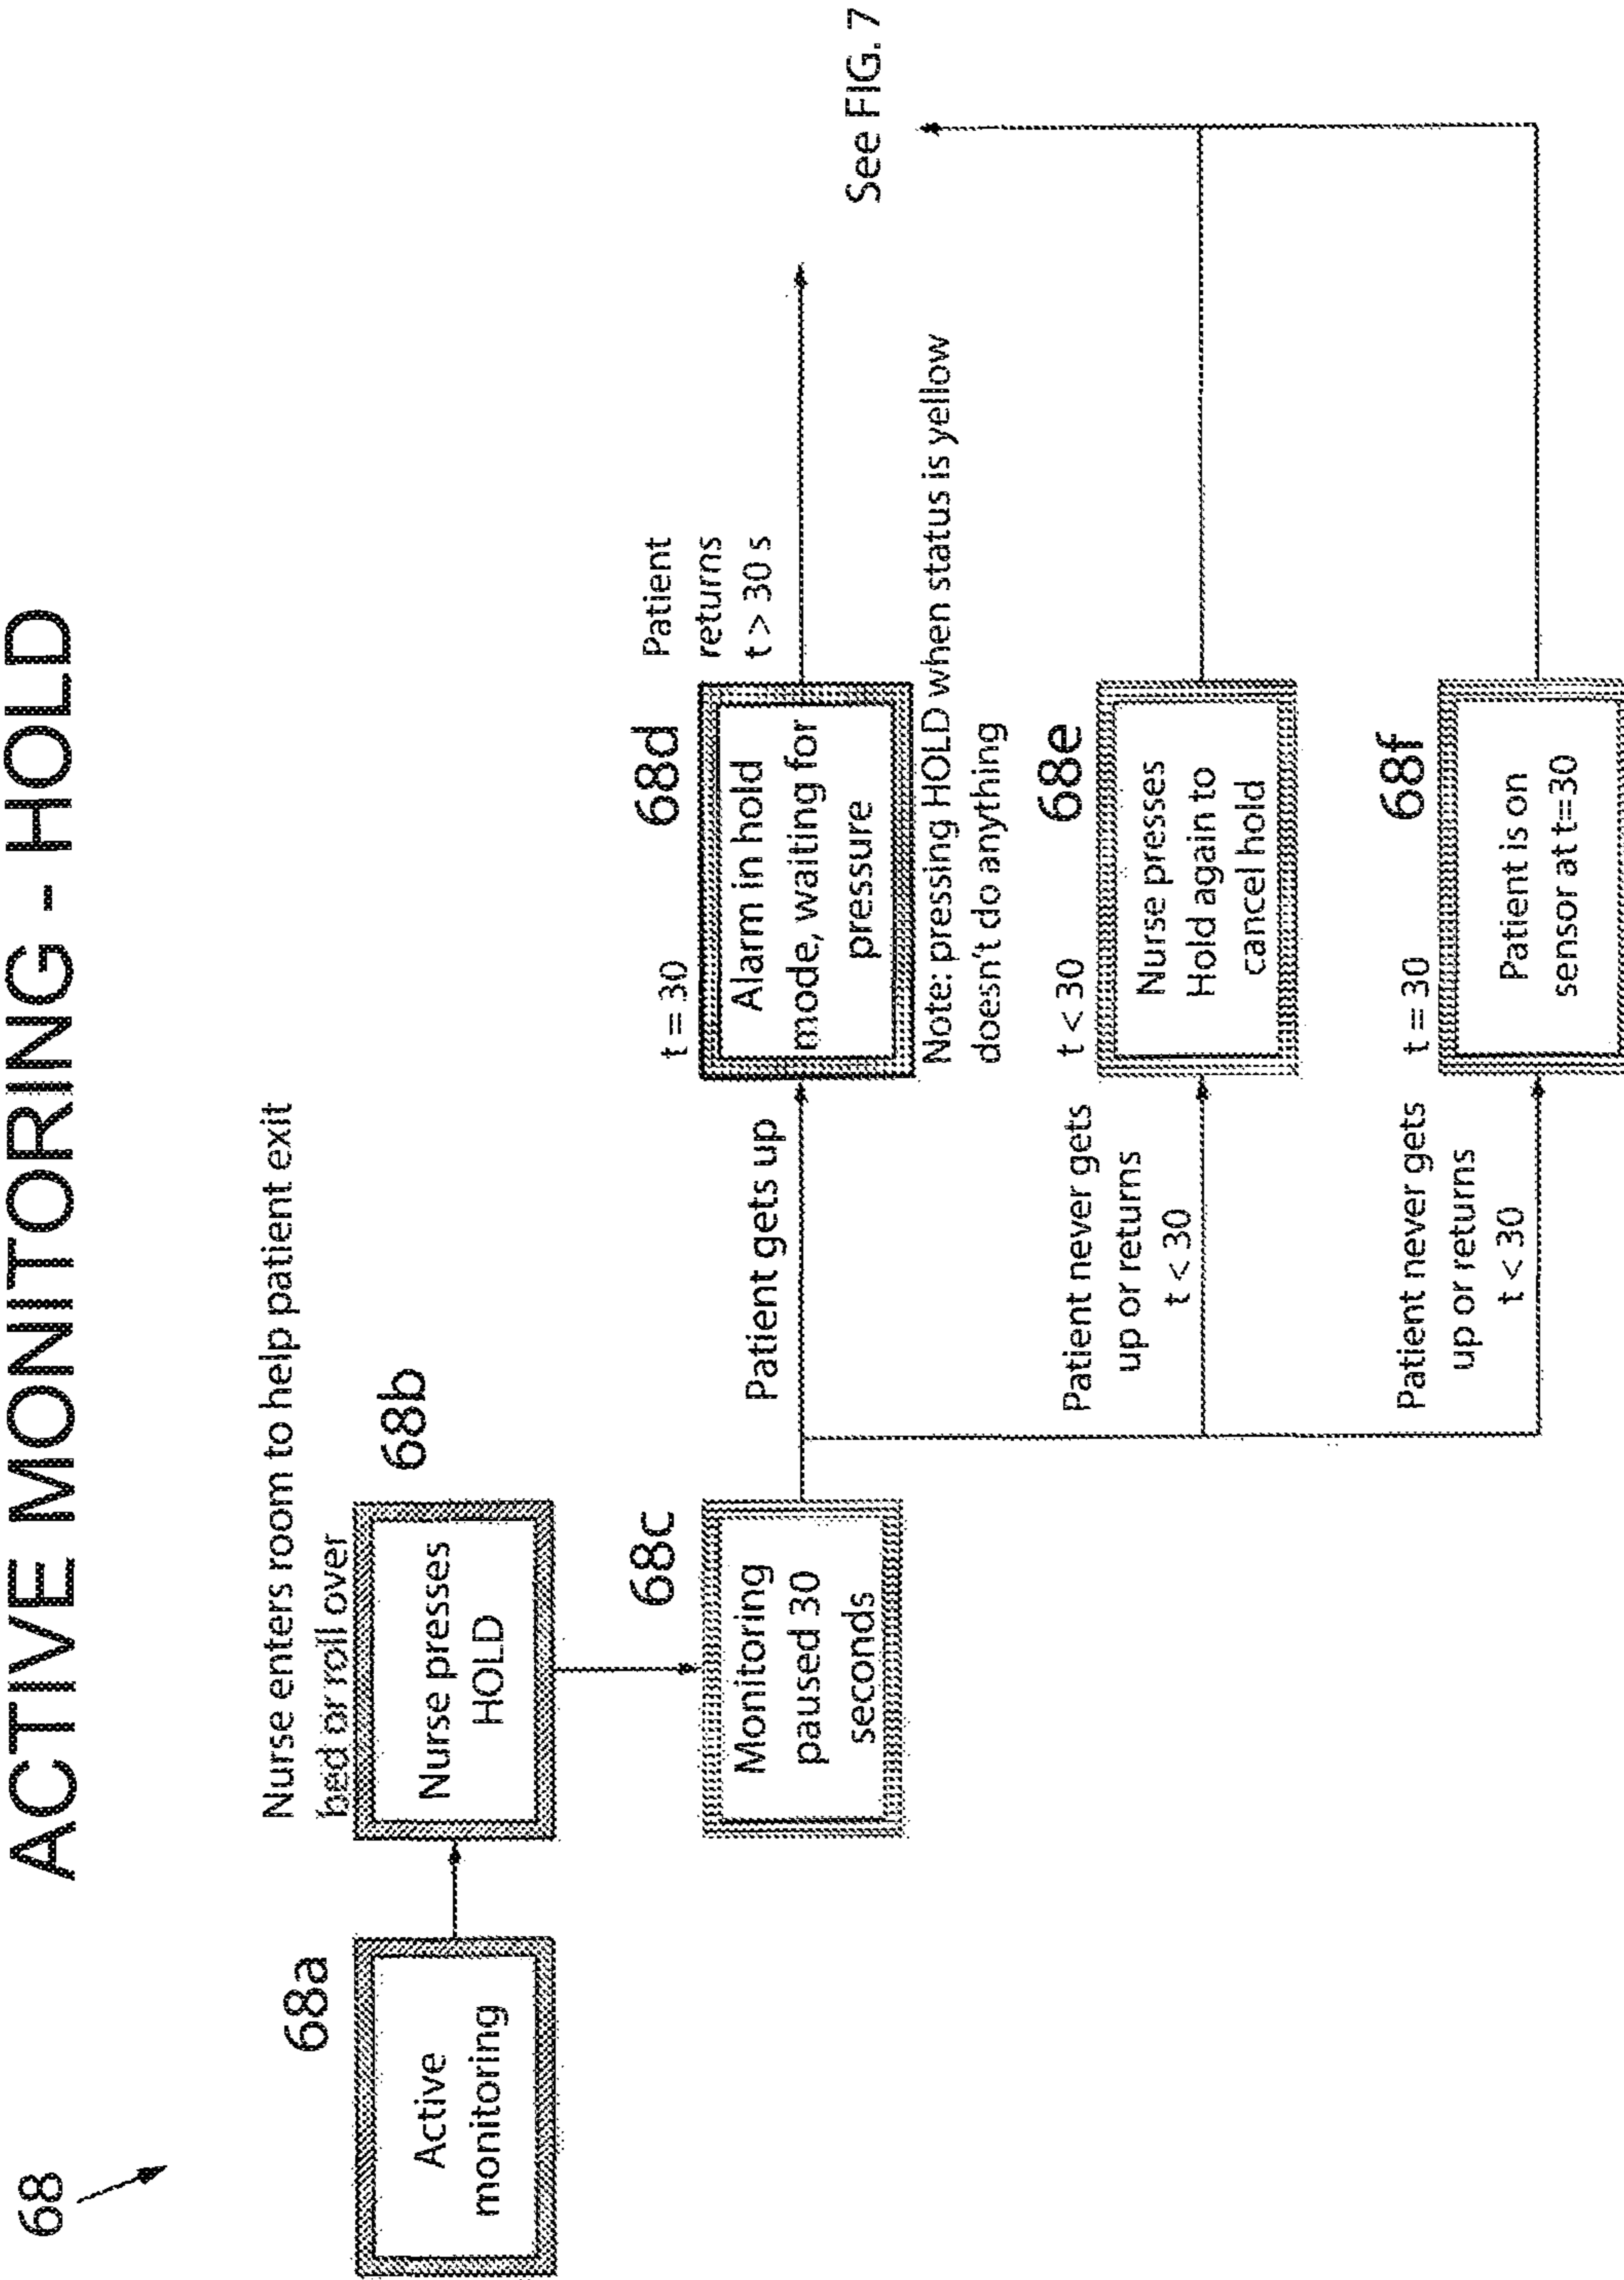 68
ACTIVE MONITORING - HOLD
Nurse enters room to help patient exit
bed or roll over
68a
Active
monitoring
68b
Nurse presses
HOLD
68c
Monitoring
paused 30
seconds
Patient gets up
t = 30
68d
Alarm in hold
mode, waiting for
pressure
Patient
returns
t > 30 s
Note: pressing HOLD when status is yellow
doesn't do anything
See FIG. 7
Patient never gets
up or returns
t < 30
t < 30
68e
Nurse presses
Hold again to
cancel hold
Patient never gets
up or returns
t < 30
t = 30
68f
Patient is on
sensor at t=30